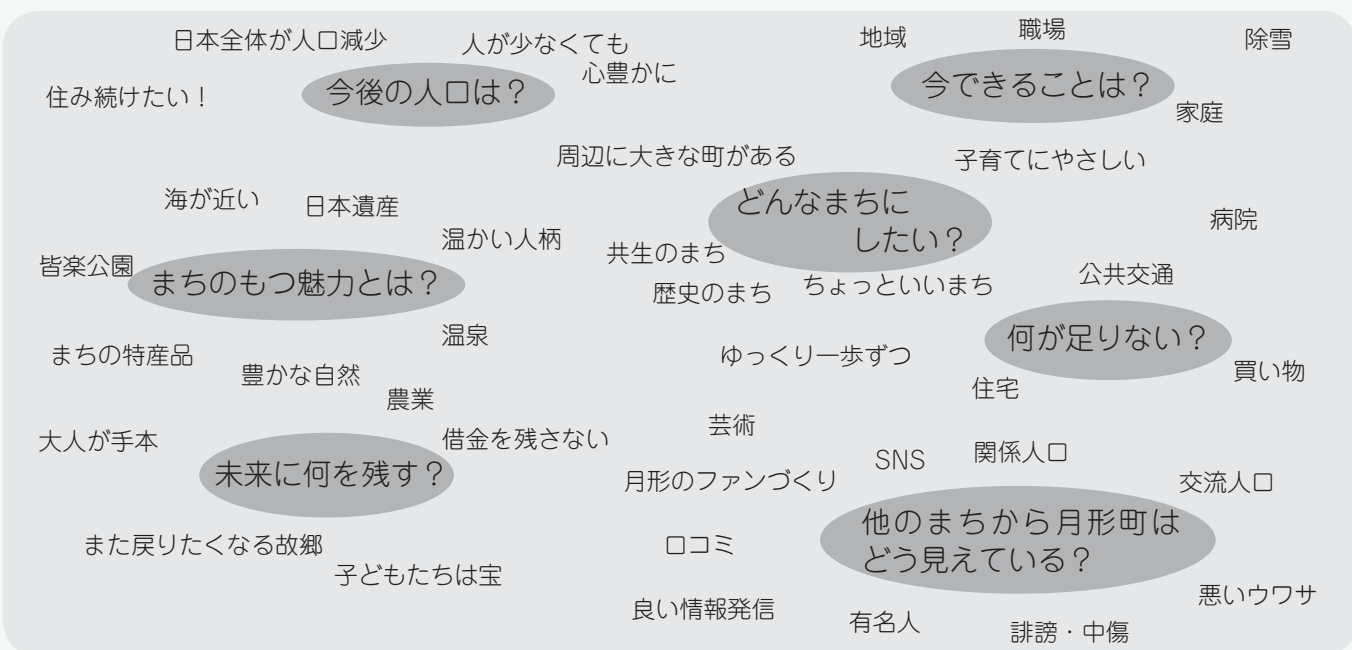 日本全体が人口減少
人が少なくても
心豊かに
住み続けたい！
今後の人口は？
地域
職場
除雪
今できることは？
家庭
周辺に大きな町がある
子育てにやさしい
どんなまちに
したい？
共生のまち
歴史のまち
ちょっといいまち
海が近い
日本遺産
温かい人柄
皆楽公園
まちのもつ魅力とは？
温泉
まちの特産品
豊かな自然
農業
病院
公共交通
何が足りない？
買い物
住宅
ゆっくり一歩ずつ
大人が手本
借金を残さない
未来に何を残す？
また戻りたくなる故郷
子どもたちは宝
芸術
SNS
関係人口
月形のファンづくり
交流人口
他のまちから月形町は
どう見えている？
口コミ
良い情報発信
有名人
誹謗・中傷
悪いウワサ